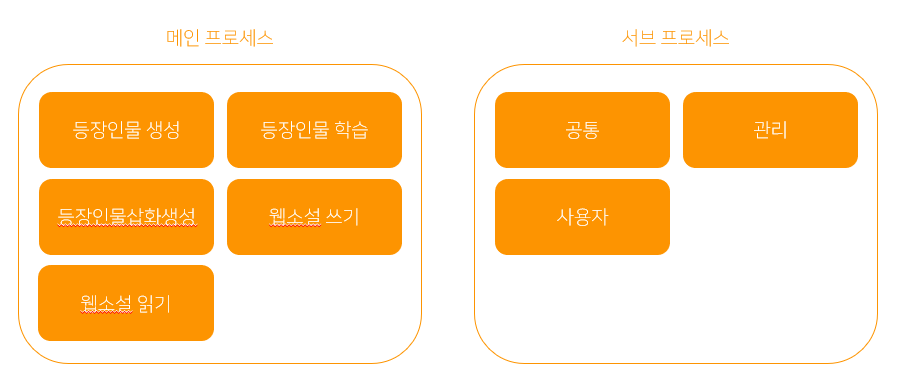 메인 프로세스
등장인물 생성
등장인물 학습
등장인물삽화생성
웹소설 쓰기
웹소설 읽기
서브 프로세스
공통
관리
사용자